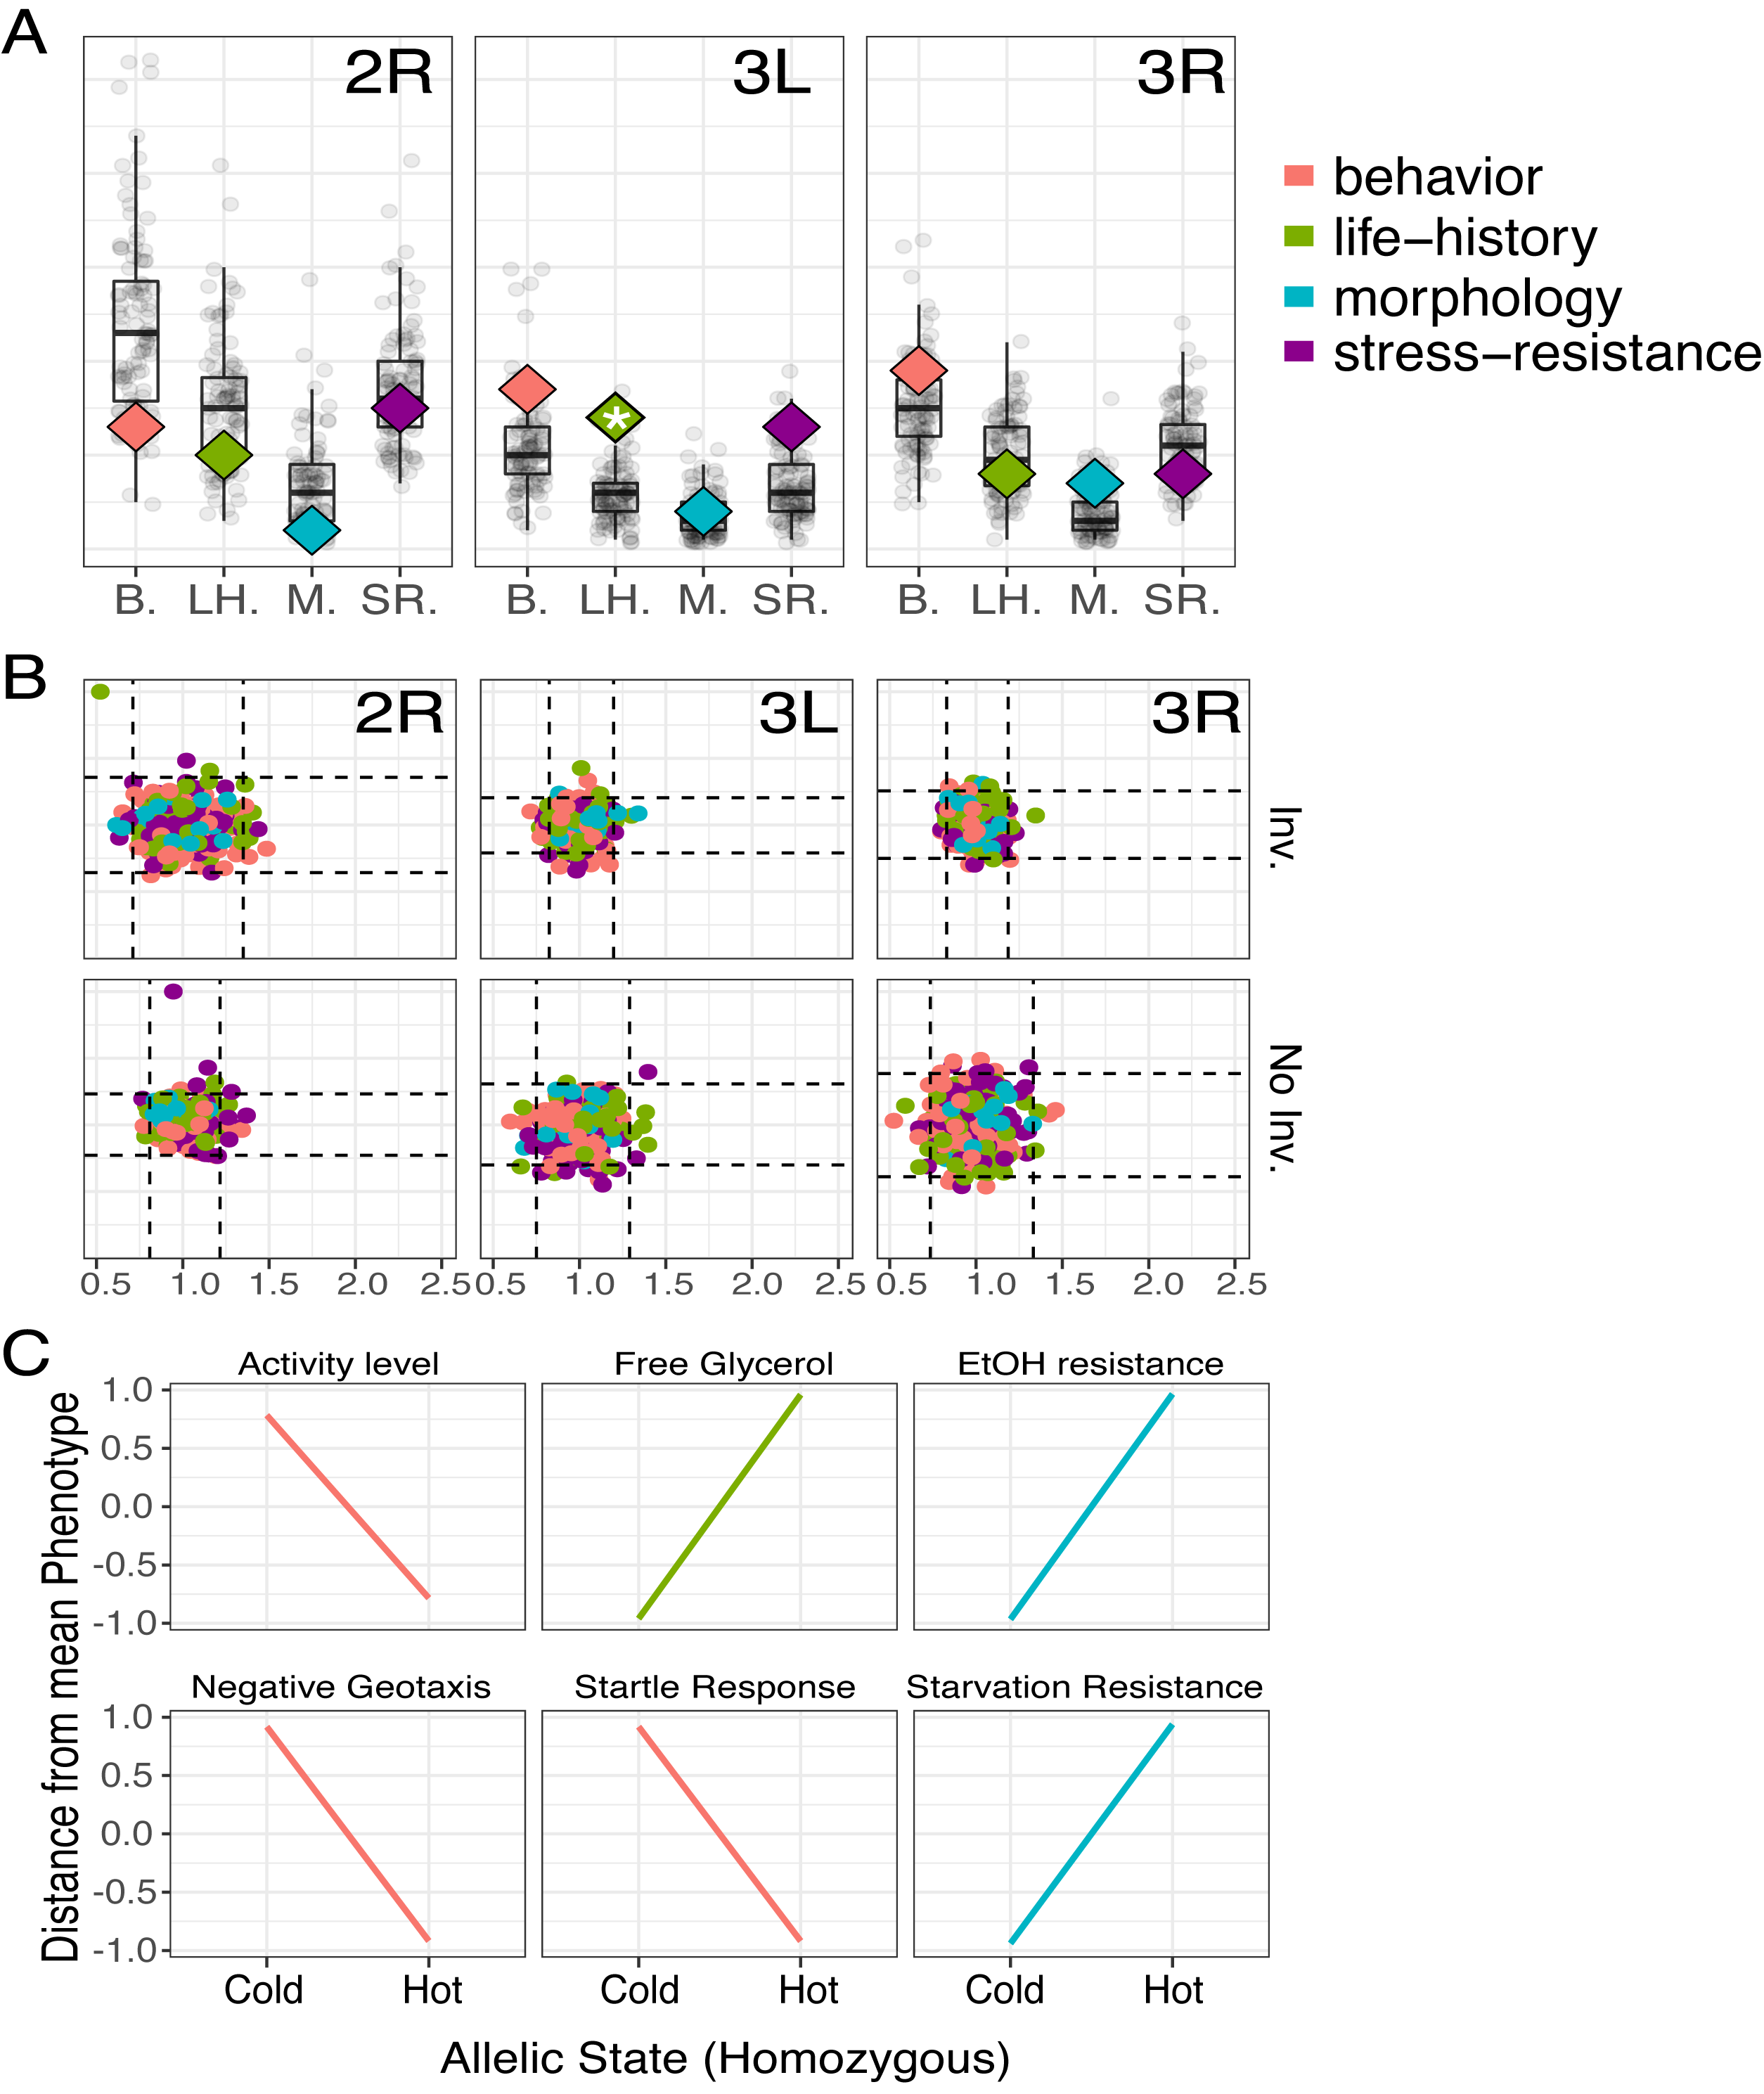 A
2R
3L
3R
behavior
life−history
morphology
stress−resistance
*
B. LH. M. SR.
B. LH. M. SR.
B. LH. M. SR.
B
2R
3L
3R
Inv.
No Inv.
0.5 1.0 1.5 2.0 2.5
0.5 1.0 1.5 2.0 2.5
0.5 1.0 1.5 2.0 2.5
C
Distance from mean Phenotype
Activity level
Free Glycerol
EtOH resistance
1.0
0.5
0.0
-0.5
-1.0
Negative Geotaxis
Startle Response
Starvation Resistance
1.0
0.5
0.0
-0.5
-1.0
Cold Hot
Cold Hot
Cold Hot
Allelic State (Homozygous)